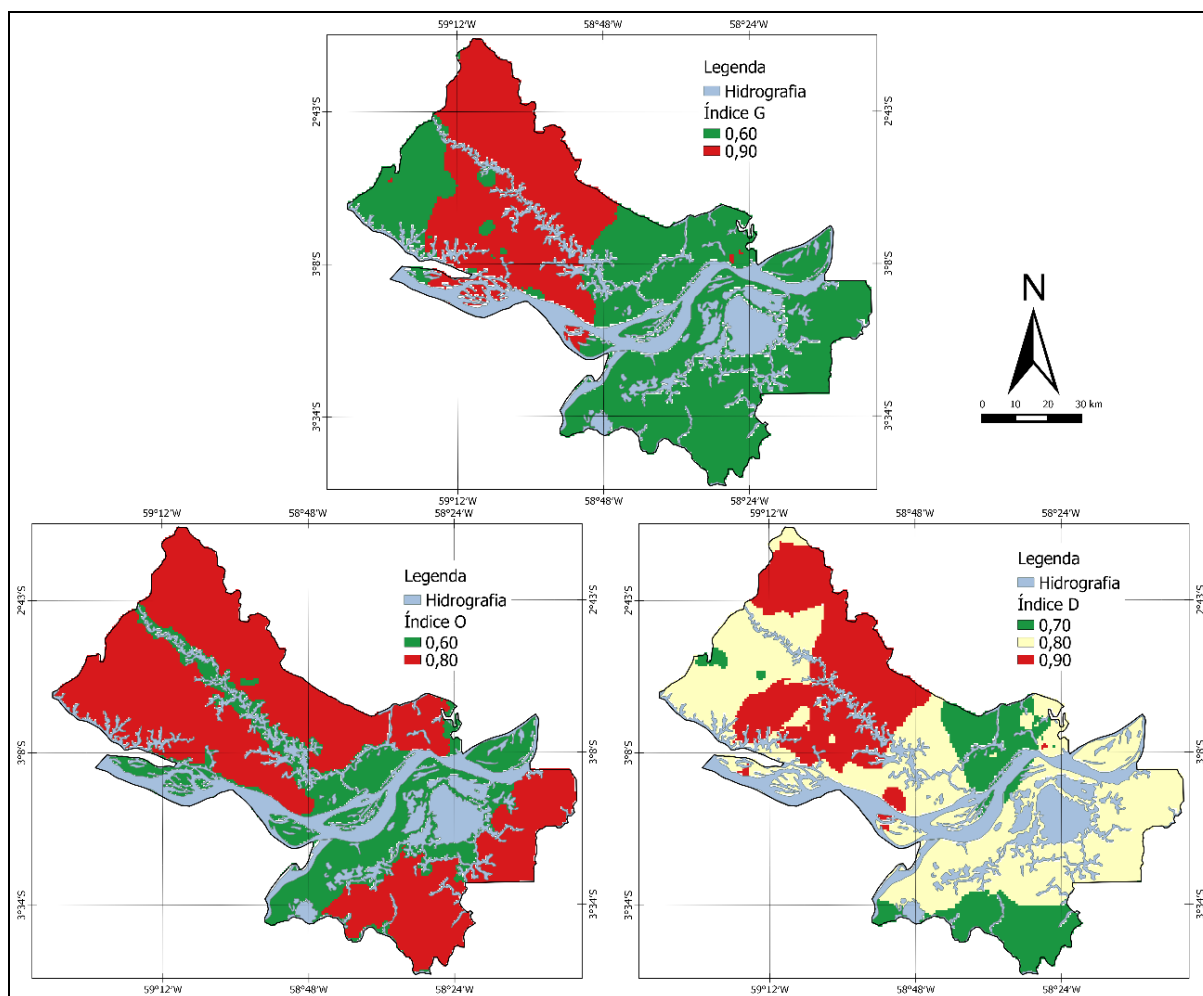 59°12'W 58°48'W 58°24'W
Legenda
Hidrografia
Índice G
0,60
0,90
2°43'S 2°43'S
3°8'S 3°8'S
3°34'S 3°34'S
59°12'W 58°48'W 58°24'W
N
0 10 20 30 km
59°12'W 58°48'W 58°24'W
Legenda
Hidrografia
Índice O
0,60
0,80
2°43'S 2°43'S
3°8'S 3°8'S
3°34'S 3°34'S
59°12'W 58°48'W 58°24'W
59°12'W 58°48'W 58°24'W
Legenda
Hidrografia
Índice D
0,70
0,80
0,90
2°43'S 2°43'S
3°8'S 3°8'S
3°34'S 3°34'S
59°12'W 58°48'W 58°24'W